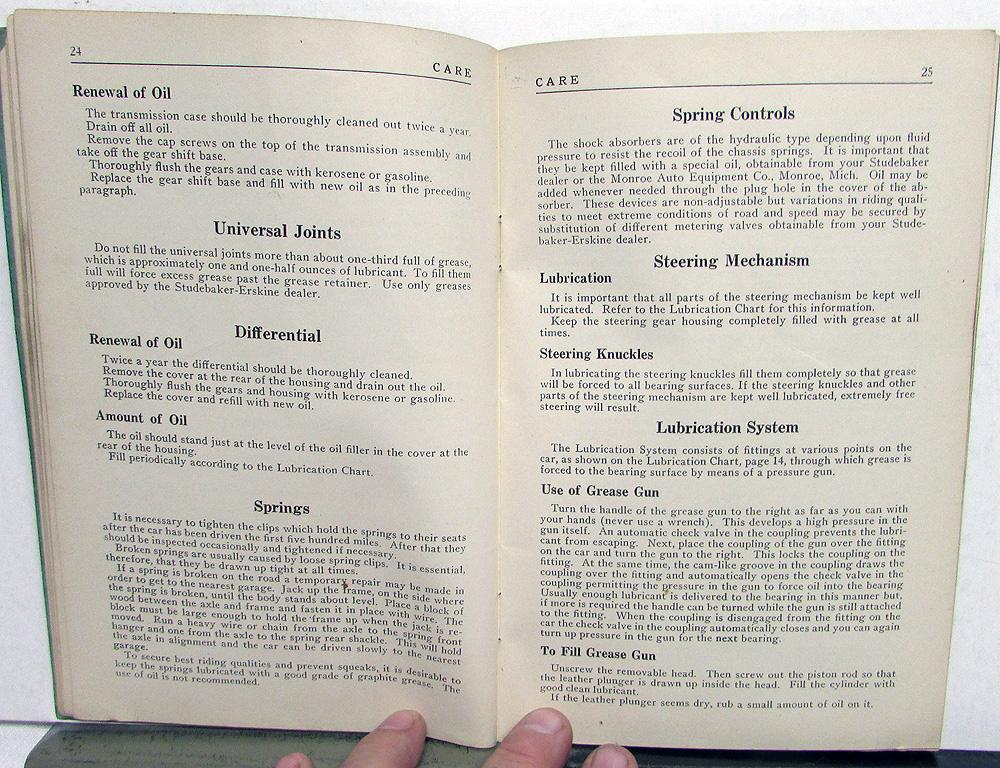 24
CARE
Renewal of Oil
The transmission case should be thoroughly cleaned out twice a year.
Drain off all oil.
Remove the cap screws on the top of the transmission assembly and
take off the gear shift base.
Thoroughly flush the gears and case with kerosene or gasoline.
Replace the gear shift base and fill with new oil as in the preceding
paragraph.
Universal Joints
Do not fill the universal joints more than about one-third full of grease,
which is approximately one and one-half ounces of lubricant. To fill them
full will force excess grease past the grease retainer. Use only greases
approved by the Studebaker-Erskine dealer.
Differential
Renewal of Oil
Twice a year the differential should be thoroughly cleaned.
Remove the cover at the rear of the housing and drain out the oil.
Thoroughly flush the gears and housing with kerosene or gasoline.
Replace the cover and refill with new oil.
Amount of Oil
The oil should stand just at the level of the oil filler in the cover at the
rear of the housing.
Fill periodically according to the Lubrication Chart.
Springs
It is necessary to tighten the clips which hold the springs to their seats
after the car has been driven the first five hundred miles. After that they
should be inspected occasionally and tightened if necessary.
Broken springs are usually caused by loose spring clips. It is essential,
therefore, that they be drawn up tight at all times.
If a spring is broken on the road a temporary repair may be made in
order to get to the nearest garage. Jack up the frame, on the side where
the spring is broken, until the body stands about level. Place a block of
wood between the axle and frame and fasten it in place with wire. The
block must be large enough to hold the frame up when the jack is re-
moved. Run a heavy wire or chain from the axle to the spring front
hanger and one from the axle to the spring rear shackle. This will hold
the axle in alignment and the car can be driven slowly to the nearest
garage.
To secure best riding qualities and prevent squeaks, it is desirable to
keep the springs lubricated with a good grade of graphite grease. The
use of oil is not recommended.
CARE
25
Spring Controls
The shock absorbers are of the hydraulic type depending upon fluid
pressure to resist the recoil of the chassis springs. It is important that
they be kept filled with a special oil, obtainable from your Studebaker
dealer or the Monroe Auto Equipment Co., Monroe, Mich. Oil may be
added whenever needed through the plug hole in the cover of the ab-
sorber. These devices are non-adjustable but variations in riding quali-
ties to meet extreme conditions of road and speed may be secured by
substitution of different metering valves obtainable from your Stude-
baker-Erskine dealer.
Steering Mechanism
Lubrication
It is important that all parts of the steering mechanism be kept well
lubricated. Refer to the Lubrication Chart for this information.
Keep the steering gear housing completely filled with grease at all
times.
Steering Knuckles
In lubricating the steering knuckles fill them completely so that grease
will be forced to all bearing surfaces. If the steering knuckles and other
parts of the steering mechanism are kept well lubricated, extremely free
steering will result.
Lubrication System
The Lubrication System consists of fittings at various points on the
car, as shown on the Lubrication Chart, page 14, through which grease is
forced to the bearing surface by means of a pressure gun.
Use of Grease Gun
Turn the handle of the grease gun to the right as far as you can with
your hands (never use a wrench). This develops a high pressure in the
gun itself. An automatic check valve in the coupling prevents the lubri-
cant from escaping. Next, place the coupling of the gun over the fitting
on the car and turn the gun to the right. This locks the coupling on the
fitting. At the same time, the cam-like groove in the coupling draws the
coupling over the fitting and automatically opens the check valve in the
coupling permitting the pressure in the gun to force oil into the bearing
Usually enough lubricant is delivered to the bearing in this manner but,
if more is required the handle can be turned while the gun is still attached
to the fitting. When the coupling is disengaged from the fitting on the
car the check valve in the coupling automatically closes and you can again
turn up pressure in the gun for the next bearing.
To Fill Grease Gun
Unscrew the removable head. Then screw out the piston rod so that
the leather plunger is drawn up inside the head. Fill the cylinder with
good clean lubricant.
If the leather plunger seems dry, rub a small amount of oil on it.